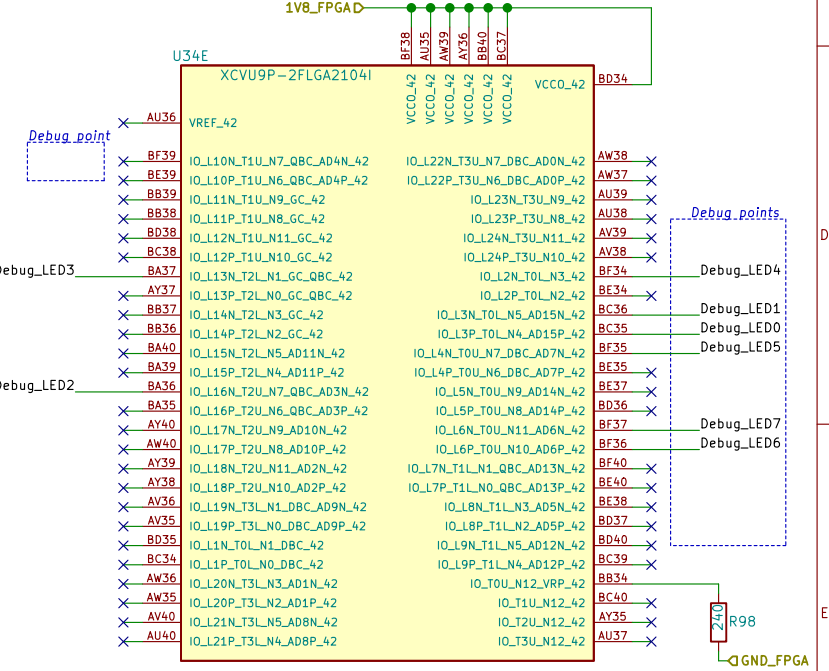 1V8_FPGA
BF38
AU35
AW39
AY36
BB40
BC37
U34E
XCVU9P-2FLGA2104I
VCCO_42
VCCO_42
VCCO_42
VCCO_42
VCCO_42
VCCO_42
VCCO_42 BD34
AU36 VREF_42
Debug point
BF39 IO_L10N_T1U_N7_QBC_AD4N_42 IO_L22N_T3U_N7_DBC_AD0N_42 AW38
BE39 IO_L10P_T1U_N6_QBC_AD4P_42 IO_L22P_T3U_N6_DBC_AD0P_42 AW37
BB39 IO_L11N_T1U_N9_GC_42 IO_L23N_T3U_N9_42 AU39
BB38 IO_L11P_T1U_N8_GC_42 IO_L23P_T3U_N8_42 AU38
Debug points
BD38 IO_L12N_T1U_N11_GC_42 IO_L24N_T3U_N11_42 AV39
D
BC38 IO_L12P_T1U_N10_GC_42 IO_L24P_T3U_N10_42 AV38
ebug_LED3 BA37 IO_L13N_T2L_N1_GC_QBC_42 IO_L2N_T0L_N3_42 BF34 Debug_LED4
AY37 IO_L13P_T2L_N0_GC_QBC_42 IO_L2P_T0L_N2_42 BE34
BB37 IO_L14N_T2L_N3_GC_42 IO_L3N_T0L_N5_AD15N_42 BC36 Debug_LED1
BB36 IO_L14P_T2L_N2_GC_42 IO_L3P_T0L_N4_AD15P_42 BC35 Debug_LED0
BA40 IO_L15N_T2L_N5_AD11N_42 IO_L4N_T0U_N7_DBC_AD7N_42 BF35 Debug_LED5
BA39 IO_L15P_T2L_N4_AD11P_42 IO_L4P_T0U_N6_DBC_AD7P_42 BE35
ebug_LED2 BA36 IO_L16N_T2U_N7_QBC_AD3N_42 IO_L5N_T0U_N9_AD14N_42 BE37
BA35 IO_L16P_T2U_N6_QBC_AD3P_42 IO_L5P_T0U_N8_AD14P_42 BD36
AY40 IO_L17N_T2U_N9_AD10N_42 IO_L6N_T0U_N11_AD6N_42 BF37 Debug_LED7
AW40 IO_L17P_T2U_N8_AD10P_42 IO_L6P_T0U_N10_AD6P_42 BF36 Debug_LED6
AY39 IO_L18N_T2U_N11_AD2N_42 IO_L7N_T1L_N1_QBC_AD13N_42 BF40
AY38 IO_L18P_T2U_N10_AD2P_42 IO_L7P_T1L_N0_QBC_AD13P_42 BE40
AV36 IO_L19N_T3L_N1_DBC_AD9N_42 IO_L8N_T1L_N3_AD5N_42 BE38
AV35 IO_L19P_T3L_N0_DBC_AD9P_42 IO_L8P_T1L_N2_AD5P_42 BD37
BD35 IO_L1N_T0L_N1_DBC_42 IO_L9N_T1L_N5_AD12N_42 BD40
BC34 IO_L1P_T0L_N0_DBC_42 IO_L9P_T1L_N4_AD12P_42 BC39
AW36 IO_L20N_T3L_N3_AD1N_42 IO_T0U_N12_VRP_42 BB34
AW35 IO_L20P_T3L_N2_AD1P_42 IO_T1U_N12_42 BC40
E
AV40 IO_L21N_T3L_N5_AD8N_42 IO_T2U_N12_42 AY35
240 R98
AU40 IO_L21P_T3L_N4_AD8P_42 IO_T3U_N12_42 AU37
GND_FPGA